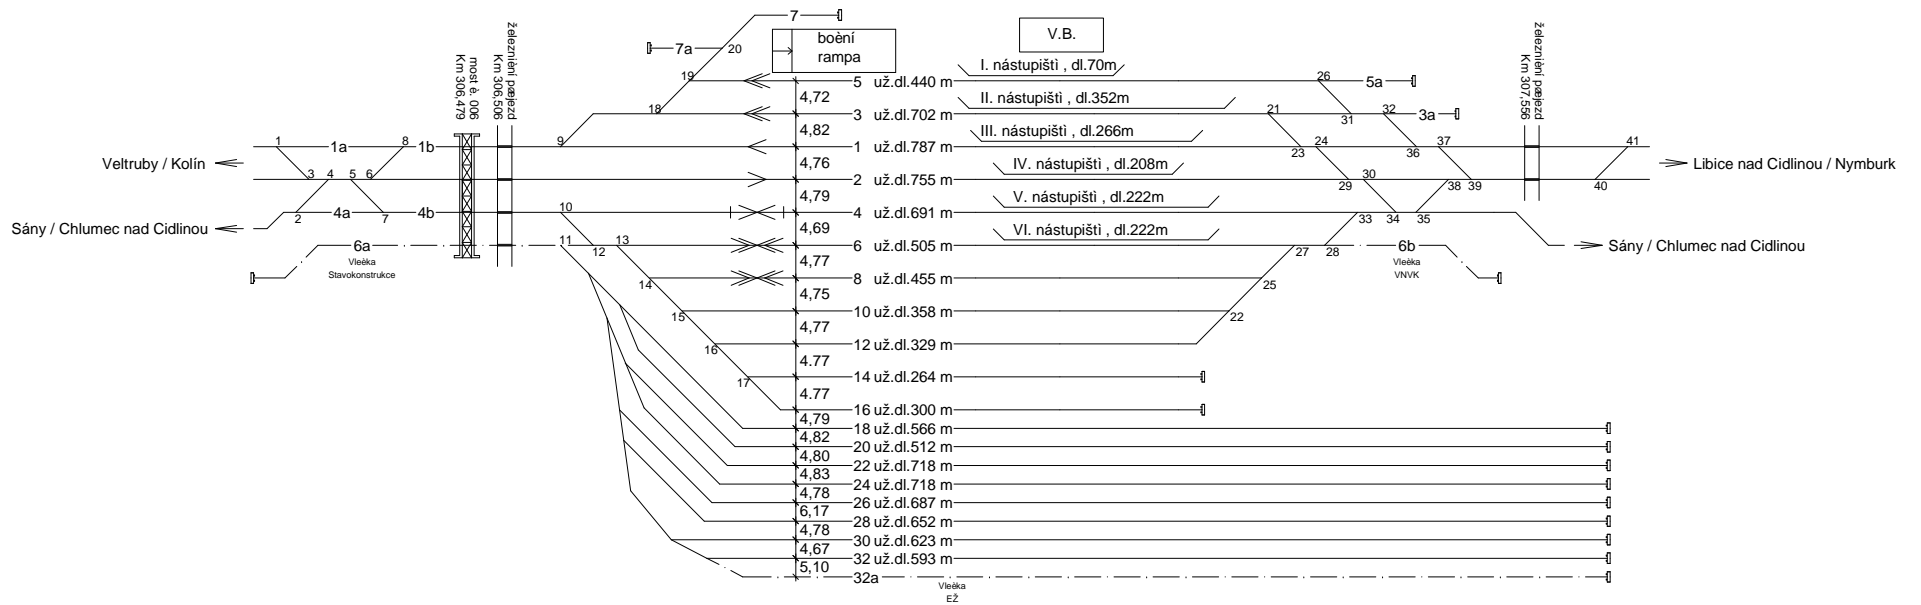 7
7a
20
boèní
rampa
V.B.
železnièní pøejezd
Km 306,506
most è. 006
Km 306,479
železnièní pøejezd
Km 307,556
I. nástupištì , dl.70m
19
5 už.dl.440 m
26
5a
4,72
II. nástupištì , dl.352m
18
3 už.dl.702 m
21
31
32
3a
4,82
III. nástupištì , dl.266m
1
1a
8
1b
9
1 už.dl.787 m
23
24
36
37
41
Veltruby / Kolín
4,76
IV. nástupištì , dl.208m
Libice nad Cidlinou / Nymburk
3
4
5
6
2 už.dl.755 m
29
30
38
39
40
4,79
V. nástupištì , dl.222m
2
4a
7
4b
10
4 už.dl.691 m
33
34
35
Sány / Chlumec nad Cidlinou
4,69
VI. nástupištì , dl.222m
Sány / Chlumec nad Cidlinou
6a
Vleèka
Stavokonstrukce
11
12
13
6 už.dl.505 m
27
28
6b
Vleèka
VNVK
4,77
14
8 už.dl.455 m
25
4,75
15
10 už.dl.358 m
22
4,77
16
12 už.dl.329 m
4.77
17
14 už.dl.264 m
4.77
16 už.dl.300 m
4,79
18 už.dl.566 m
4,82
20 už.dl.512 m
4,80
22 už.dl.718 m
4,83
24 už.dl.718 m
4,78
26 už.dl.687 m
6,17
28 už.dl.652 m
4,78
30 už.dl.623 m
4,67
32 už.dl.593 m
5,10
32a
Vleèka
EŽ